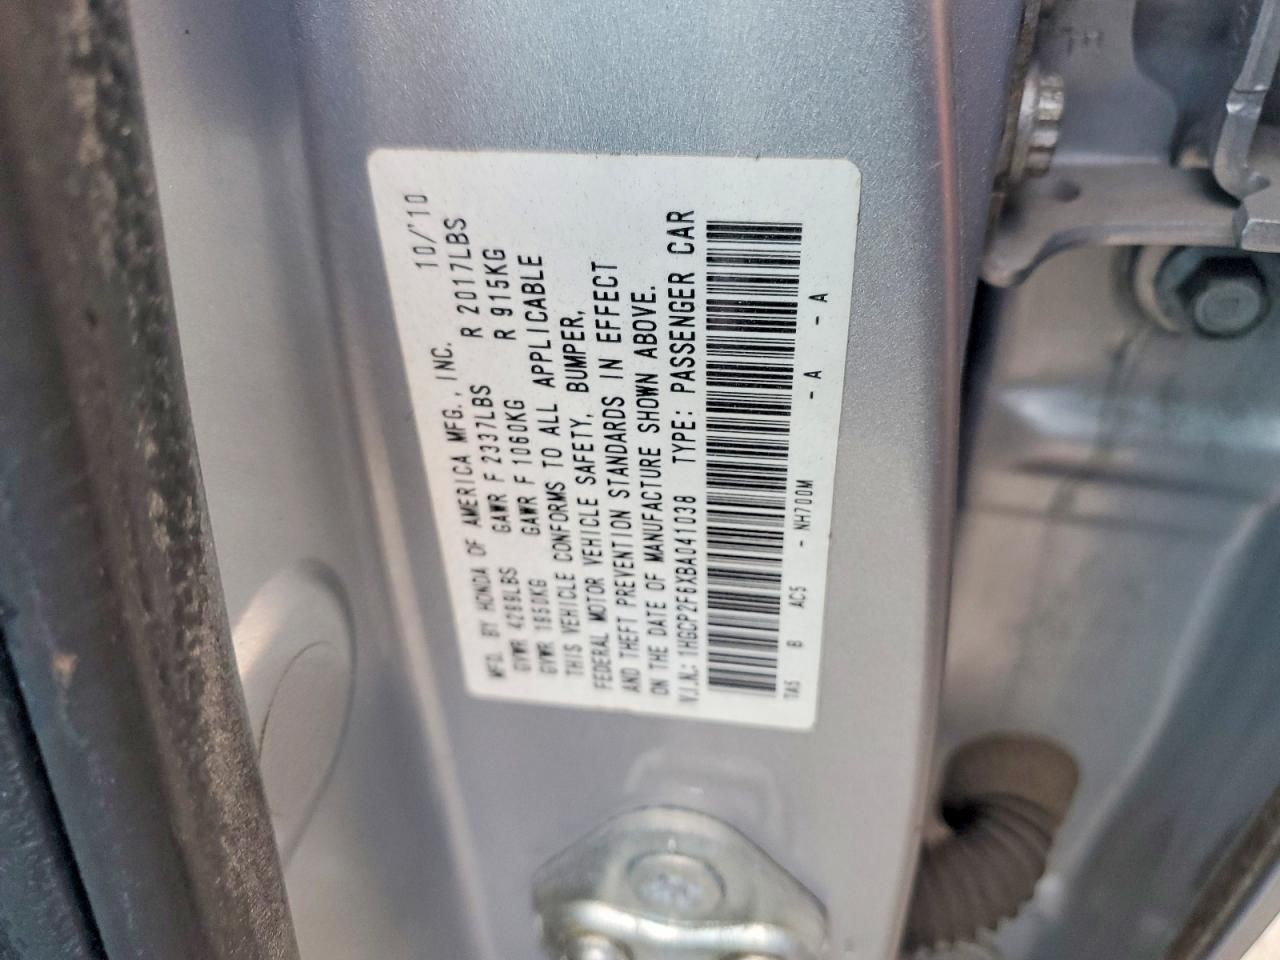 MFD. BY HONDA OF AMERICA MFG., INC. 10/'10
GVWR 4289LBS GAWR F 2337LBS R 2017LBS
GVWR 1950KG GAWR F 1060KG R 915KG
THIS VEHICLE CONFORMS TO ALL APPLICABLE
FEDERAL MOTOR VEHICLE SAFETY, BUMPER,
AND THEFT PREVENTION STANDARDS IN EFFECT
ON THE DATE OF MANUFACTURE SHOWN ABOVE.
V.I.N.: 1HGCP2F6XBA041038 TYPE: PASSENGER CAR
TA5 B AC5 - NH700M - A - A